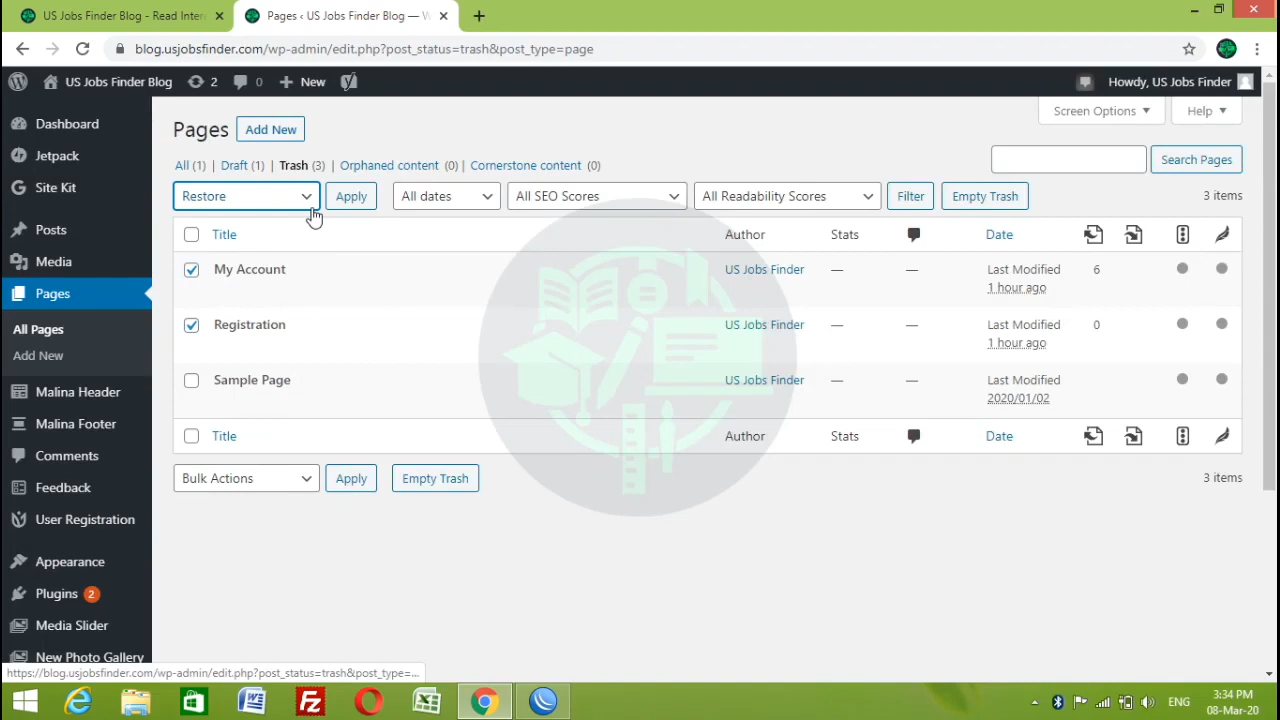 US Jobs Finder Blog - Read Inter
Pages ‹ US Jobs Finder Blog — W
blog.usjobsfinder.com/wp-admin/edit.php?post_status=trash&post_type=page
US Jobs Finder Blog 2 0 New Howdy, US Jobs Finder
Screen Options Help
Dashboard
Jetpack
Site Kit
Posts
Media
Pages
All Pages
Add New
Malina Header
Malina Footer
Comments
Feedback
User Registration
Appearance
Plugins 2
Media Slider
New Photo Gallery
Pages Add New
All (1) | Draft (1) | Trash (3) | Orphaned content (0) | Cornerstone content (0)
Search Pages
Restore Apply All dates All SEO Scores All Readability Scores Filter Empty Trash 3 items
Title Author Stats Date
My Account US Jobs Finder — — Last Modified 6
1 hour ago
Registration US Jobs Finder — — Last Modified 0
1 hour ago
Sample Page US Jobs Finder — — Last Modified
2020/01/02
Title Author Stats Date
Bulk Actions Apply Empty Trash 3 items
https://blog.usjobsfinder.com/wp-admin/edit.php?post_status=trash&post_type=...
ENG 3:34 PM
08-Mar-20